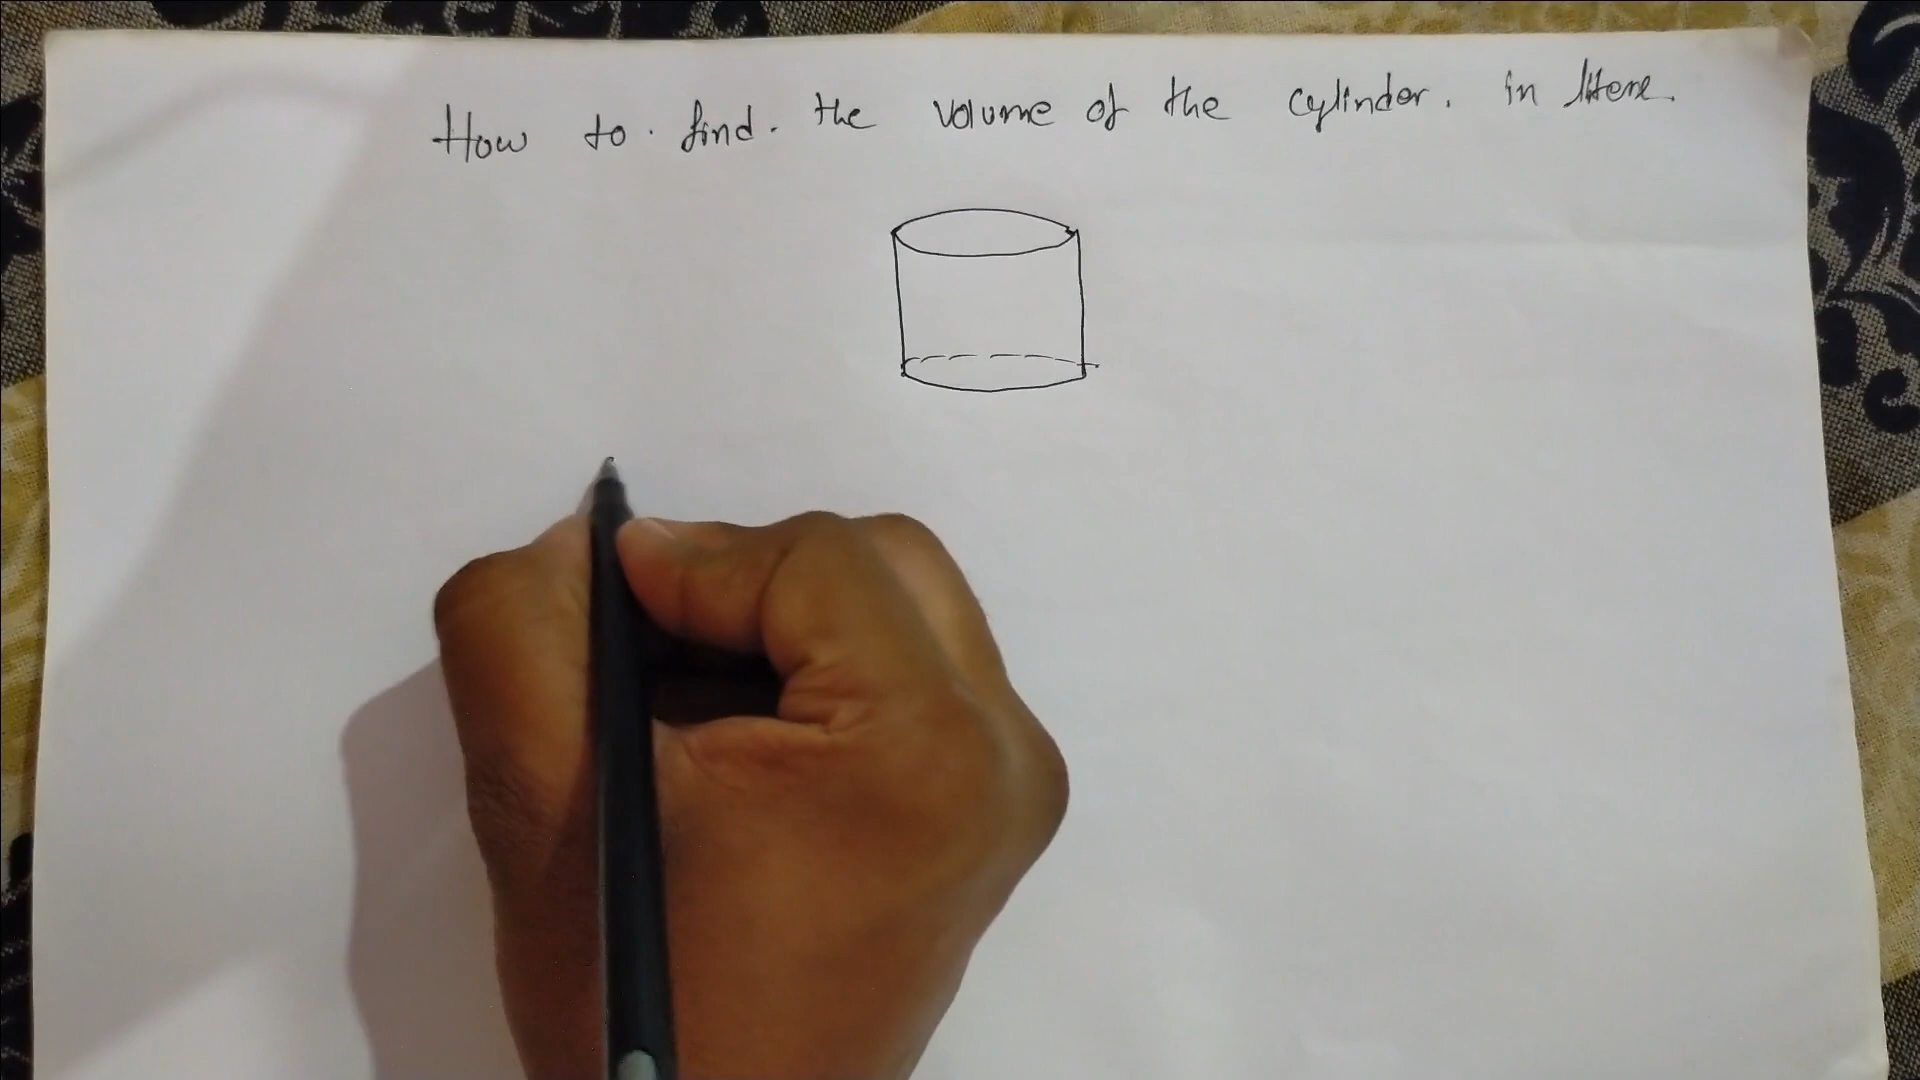 How to. find. the volume of the cylinder. in litere.